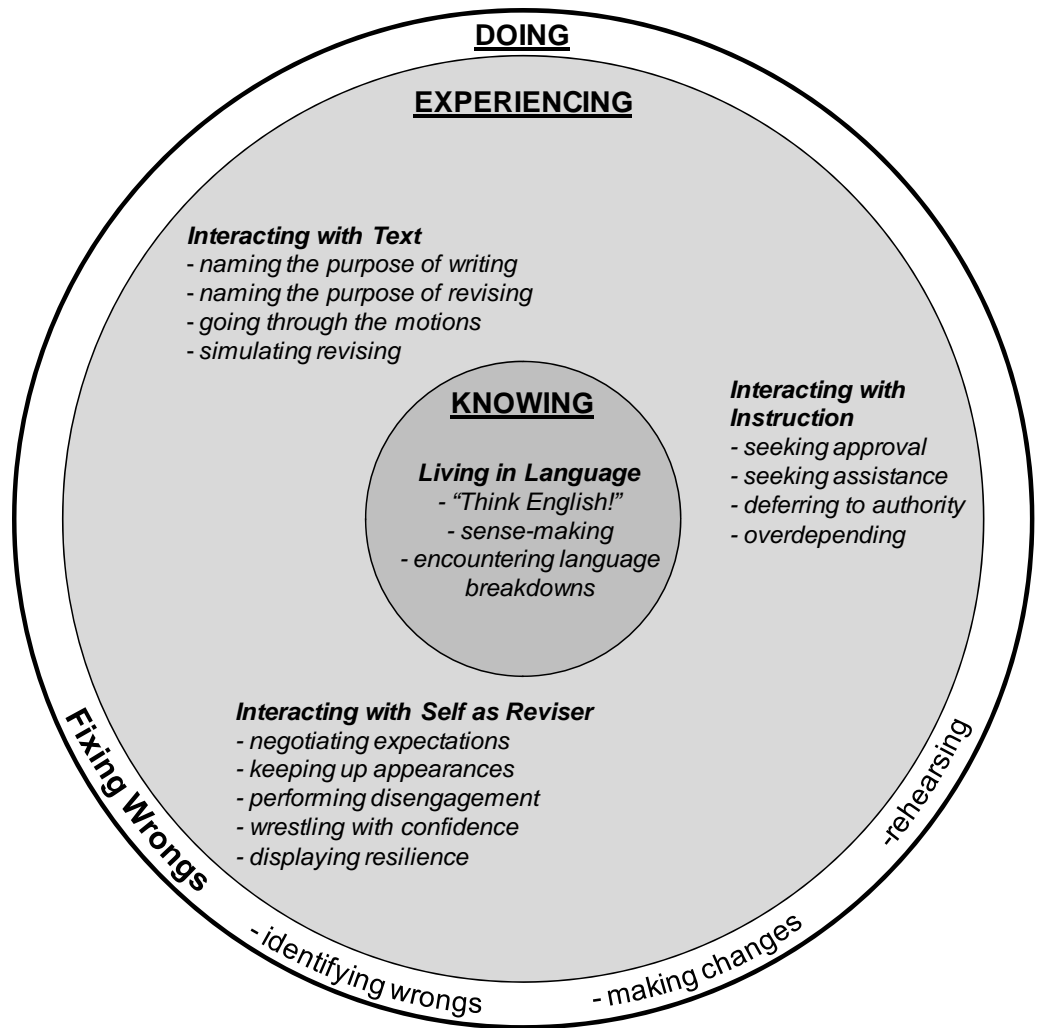 DOING
EXPERIENCING
Interacting with Text
- naming the purpose of writing
- naming the purpose of revising
- going through the motions
- simulating revising
KNOWING
Living in Language
- “Think English!”
- sense-making
- encountering language
breakdowns
Interacting with
Instruction
- seeking approval
- seeking assistance
- deferring to authority
- overdepending
Interacting with Self as Reviser
- negotiating expectations
- keeping up appearances
- performing disengagement
- wrestling with confidence
- displaying resilience
Fixing Wrongs
- identifying wrongs
- making changes
-rehearsing